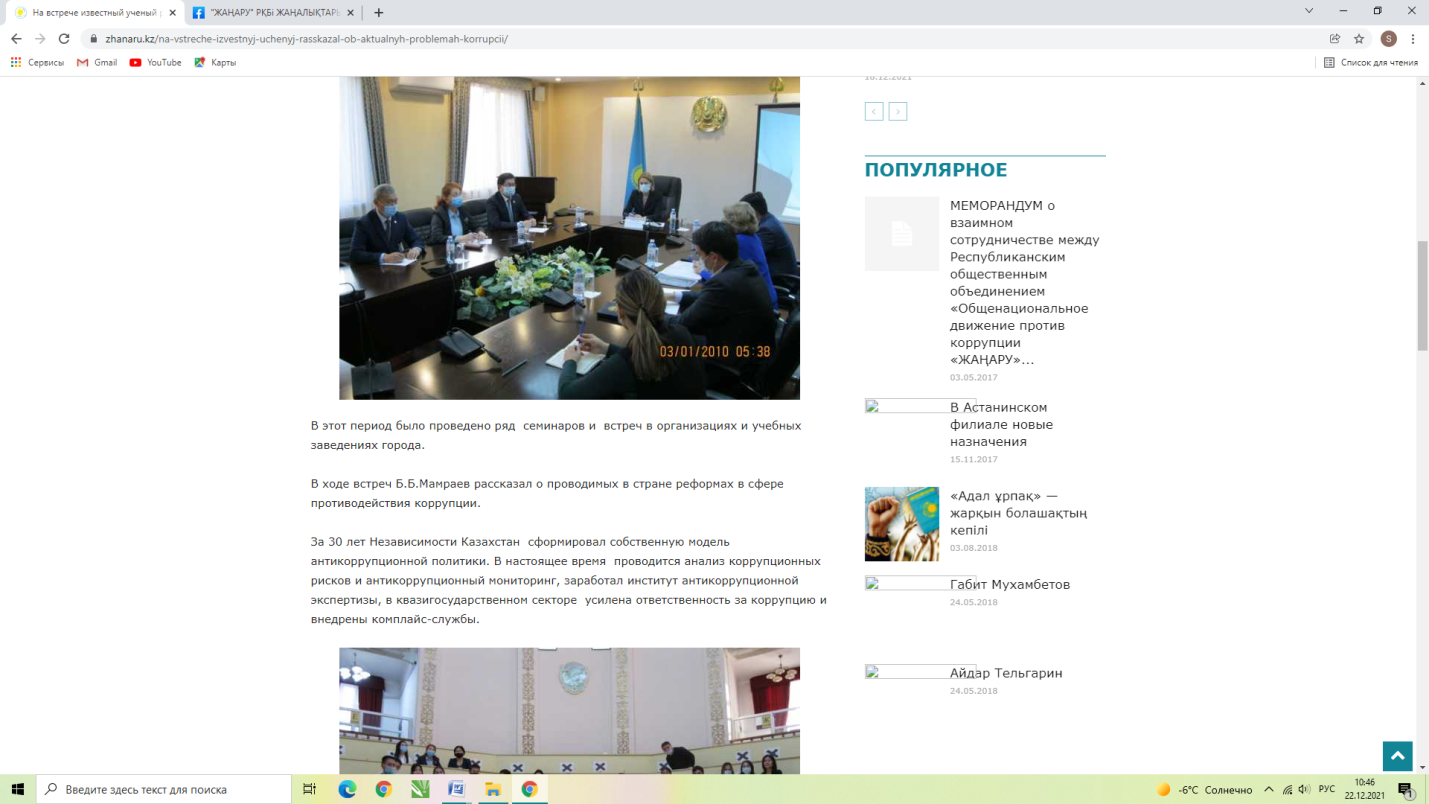 На встрече известный ученый р
"ЖАҢАРУ" РҚБі ЖАҢАЛЫҚТАРЫ
zhanaru.kz/na-vstreche-izvestnyj-uchenyj-rasskazal-ob-aktualnyh-problemah-korrupcii/
S
Сервисы
Gmail
YouTube
Карты
Список для чтения
03/01/2010 05:38
В этот период было проведено ряд семинаров и встреч в организациях и учебных
заведениях города.
В ходе встреч Б.Б.Мамраев рассказал о проводимых в стране реформах в сфере
противодействия коррупции.
За 30 лет Независимости Казахстан сформировал собственную модель
антикоррупционной политики. В настоящее время проводится анализ коррупционных
рисков и антикоррупционный мониторинг, заработал институт антикоррупционной
экспертизы, в квазигосударственном секторе усилена ответственность за коррупцию и
внедрены комплайс-службы.
16.12.2021
ПОПУЛЯРНОЕ
МЕМОРАНДУМ о
взаимном
сотрудничестве между
Республиканским
общественным
объединением
«Общенациональное
движение против
коррупции
«ЖАҢАРУ»...
03.05.2017
В Астанинском
филиале новые
назначения
15.11.2017
«Адал ұрпақ» —
жарқын болашақтың
кепілі
03.08.2018
Габит Мухамбетов
24.05.2018
Айдар Тельгарин
24.05.2018
Введите здесь текст для поиска
-6°C Солнечно
РУС
10:46
22.12.2021
1